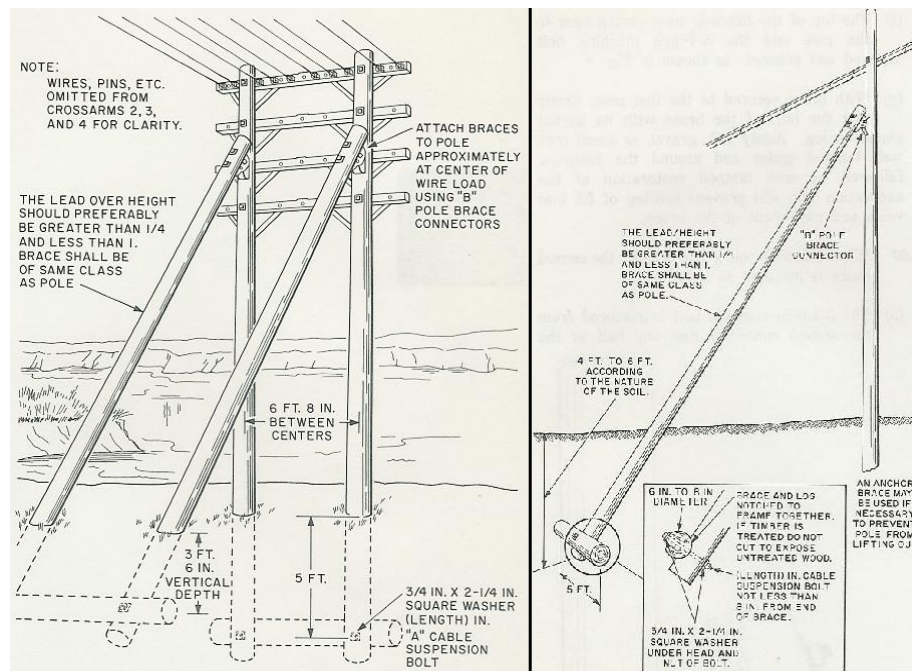 NOTE:
WIRES, PINS, ETC.
OMITTED FROM
CROSSARMS 2, 3,
AND 4 FOR CLARITY.
ATTACH BRACES
TO POLE
APPROXIMATELY
AT CENTER OF
WIRE LOAD
USING "B"
POLE BRACE
CONNECTORS
THE LEAD OVER HEIGHT
SHOULD PREFERABLY
BE GREATER THAN 1/4
AND LESS THAN 1.
BRACE SHALL BE
OF SAME CLASS
AS POLE
6 FT. 8 IN.
BETWEEN
CENTERS
3 FT.
6 IN.
VERTICAL
DEPTH
5 FT.
3/4 IN. X 2-1/4 IN.
SQUARE WASHER
(LENGTH) IN.
"A" CABLE
SUSPENSION
BOLT
THE LEAD/HEIGHT
SHOULD PREFERABLY
BE GREATER THAN 1/4
AND LESS THAN 1.
BRACE SHALL BE
OF SAME CLASS
AS POLE.
"B" POLE
BRACE
CONNECTOR
4 FT. TO 6 FT.
ACCORDING
TO THE NATURE
OF THE SOIL.
5 FT.
6 IN. TO 8 IN.
DIAMETER
BRACE AND LOG
NOTCHED TO
FRAME TOGETHER.
IF TIMBER IS
TREATED DO NOT
CUT TO EXPOSE
UNTREATED WOOD.
(LENGTH) IN. CABLE
SUSPENSION BOLT
NOT LESS THAN
8 IN. FROM END
OF BRACE.
3/4 IN. X 2-1/4 IN.
SQUARE WASHER
UNDER HEAD AND
NUT OF BOLT.
AN ANCHOR
BRACE MAY
BE USED IF
NECESSARY
TO PREVENT
POLE FROM
LIFTING OU